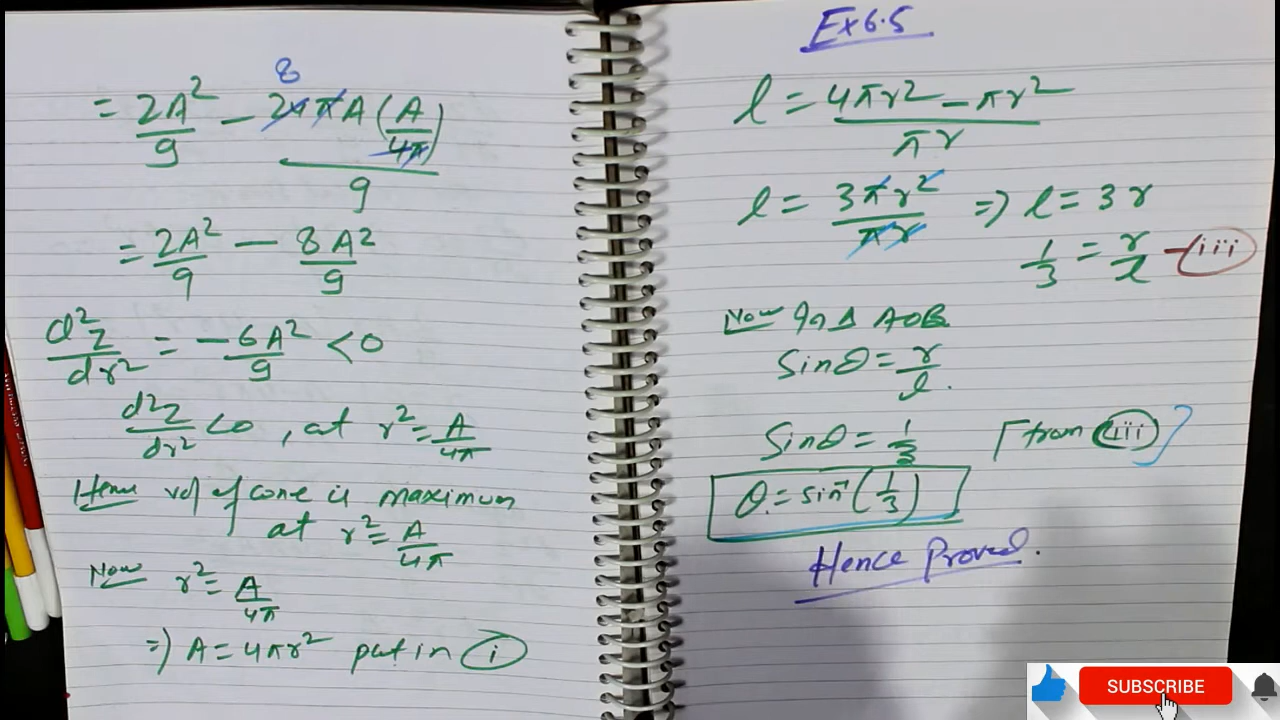 = 2A²/9 - 24πA(A/4π)/9
8
= 2A²/9 - 8A²/9
d²Z/dr² = -6A²/9 < 0
d²Z/dr² < 0, at r² = A/4π
Hence vol of cone is maximum
at r² = A/4π
Now r² = A/4π
=) A = 4πr² put in (i)
Ex 6.5
l = 4πr² - πr²/πr
l = 3πr²/πr =) l = 3r
1/3 = r/l -(iii)
Now In Δ AOB
Sinθ = r/l.
Sinθ = 1/3 [from (iii)]
θ = sin⁻¹(1/3)
Hence Proved.
SUBSCRIBE